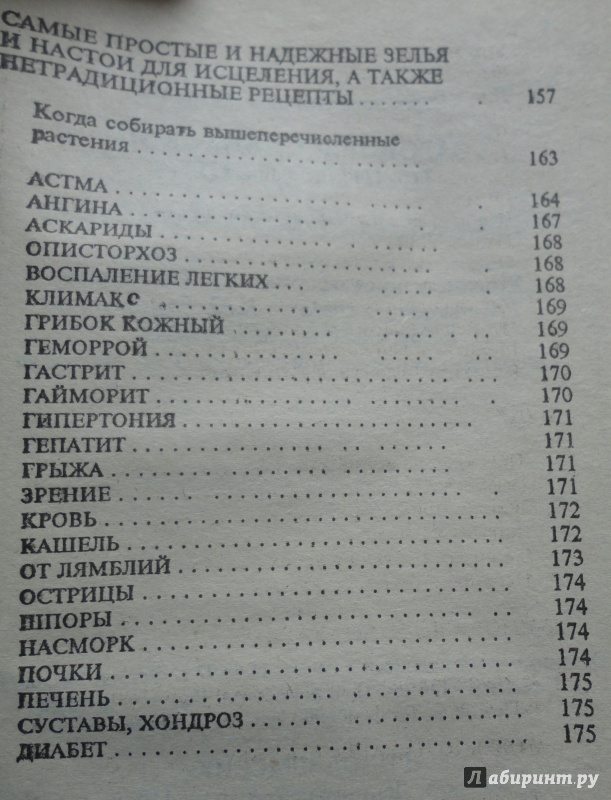 САМЫЕ ПРОСТЫЕ И НАДЕЖНЫЕ ЗЕЛЬЯ
И НАСТОИ ДЛЯ ИСЦЕЛЕНИЯ, А ТАКЖЕ
НЕТРАДИЦИОННЫЕ РЕЦЕПТЫ ....... . 157
Когда собирать вышеперечисленные
растения ................ 163
АСТМА ................ 164
АНГИНА ................ 167
АСКАРИДЫ ................ 168
ОПИСТОРХОЗ ................ 168
ВОСПАЛЕНИЕ ЛЕГКИХ ................ 168
КЛИМАКС ................ 169
ГРИБОК КОЖНЫЙ ................ 169
ГЕМОРРОЙ ................ 169
ГАСТРИТ ................ 170
ГАЙМОРИТ ................ 170
ГИПЕРТОНИЯ ................ 171
ГЕПАТИТ ................ 171
ГРЫЖА ................ 171
ЗРЕНИЕ ................ 171
КРОВЬ ................ 172
КАШЕЛЬ ................ 172
ОТ ЛЯМБЛИЙ ................ 173
ОСТРИЦЫ ................ 174
ШПОРЫ ................ 174
НАСМОРК ................ 174
ПОЧКИ ................ 174
ПЕЧЕНЬ ................ 175
СУСТАВЫ, ХОНДРОЗ ................ 175
ДИАБЕТ ................ 175
Лабиринт.ру